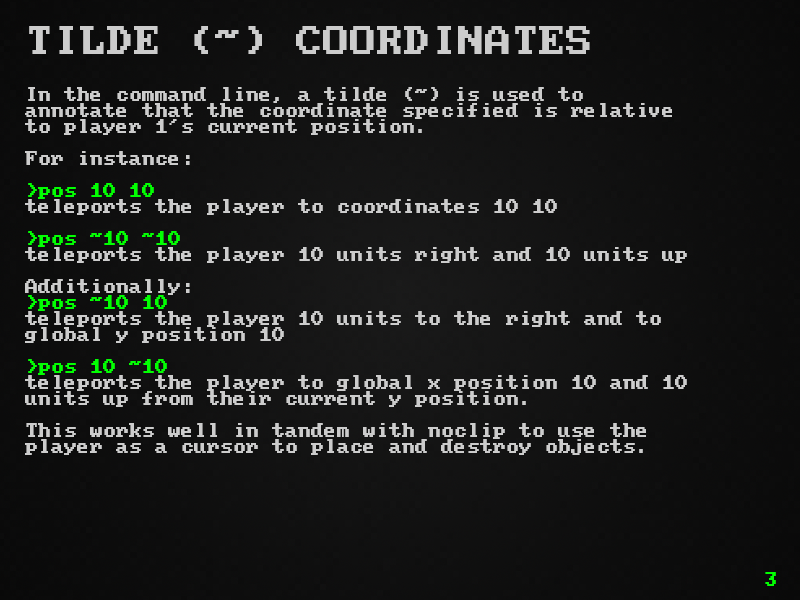 TILDE (~) COORDINATES
In the command line, a tilde (~) is used to
annotate that the coordinate specified is relative
to player 1's current position.
For instance:
>pos 10 10
teleports the player to coordinates 10 10
>pos ~10 ~10
teleports the player 10 units right and 10 units up
Additionally:
>pos ~10 10
teleports the player 10 units to the right and to
global y position 10
>pos 10 ~10
teleports the player to global x position 10 and 10
units up from their current y position.
This works well in tandem with noclip to use the
player as a cursor to place and destroy objects.
3